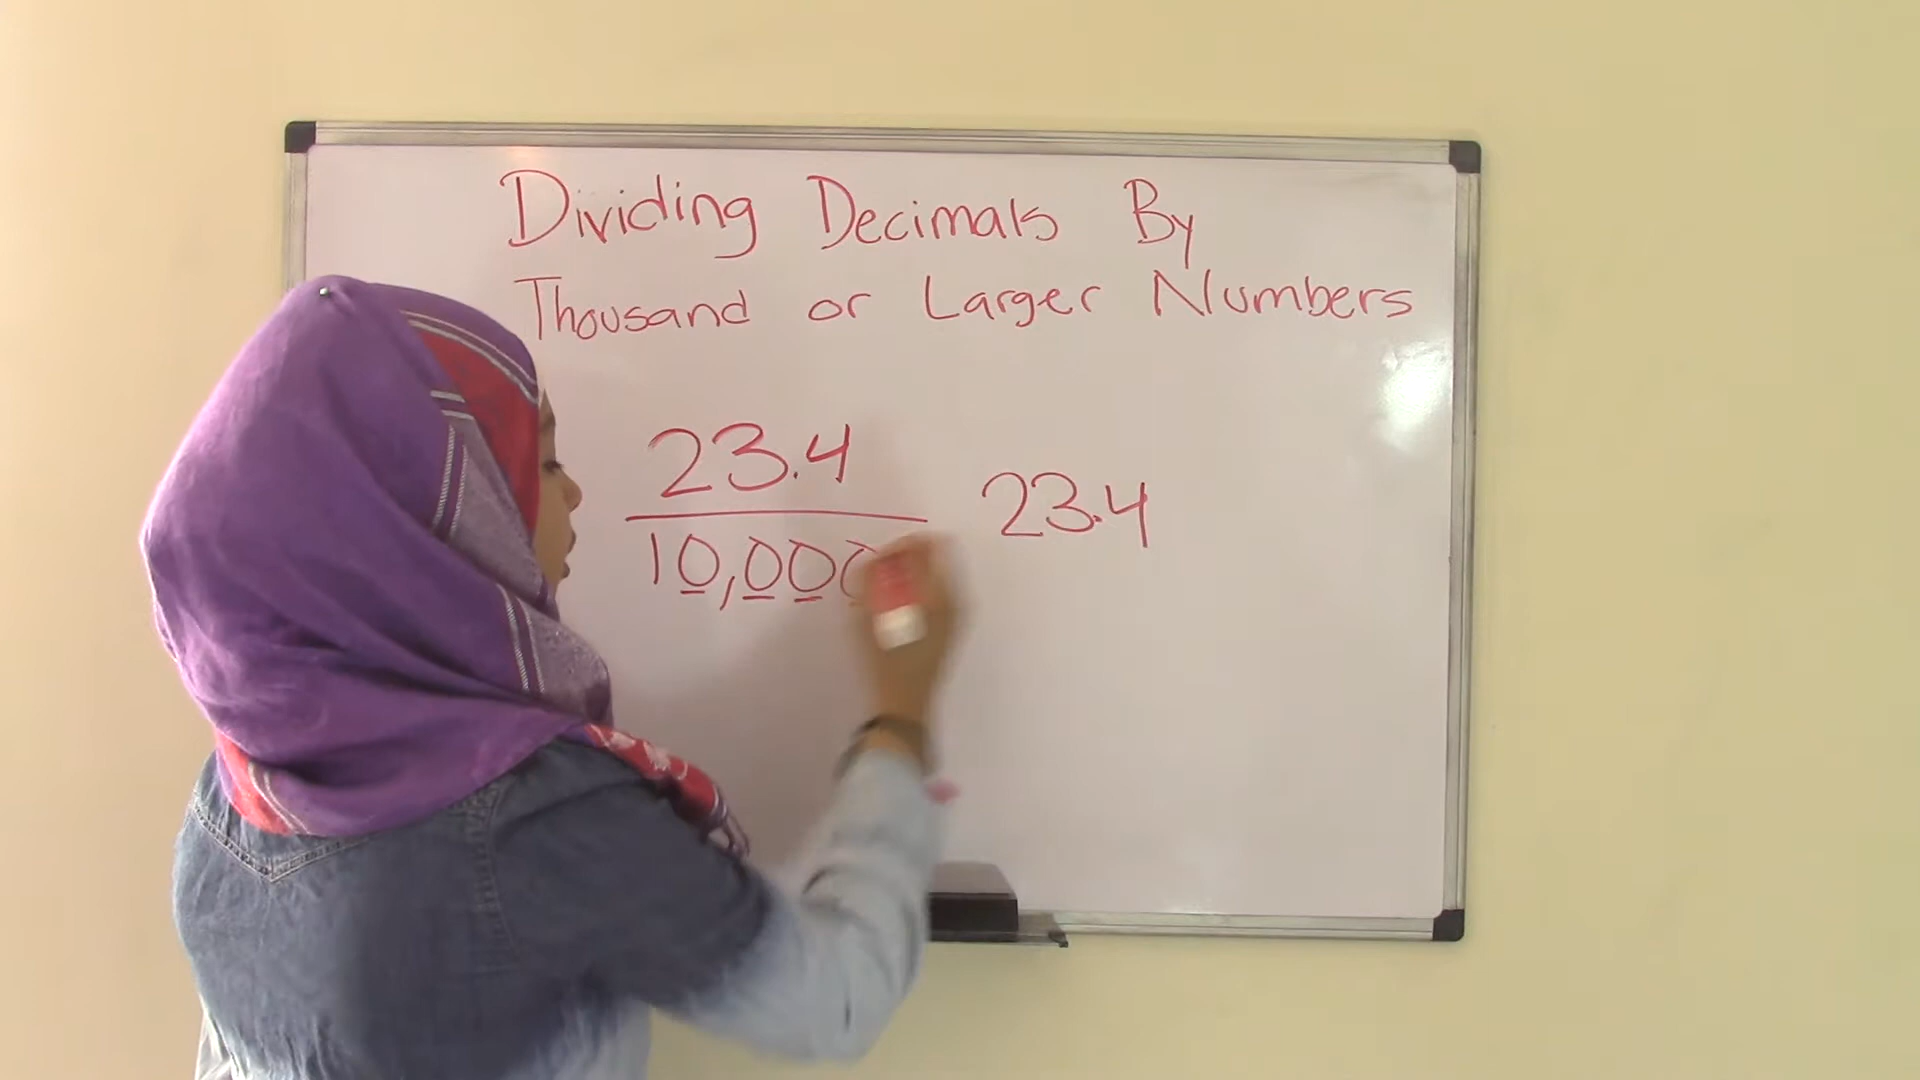 Dividing Decimals By
Thousand or Larger Numbers
23.4
10,000
23.4